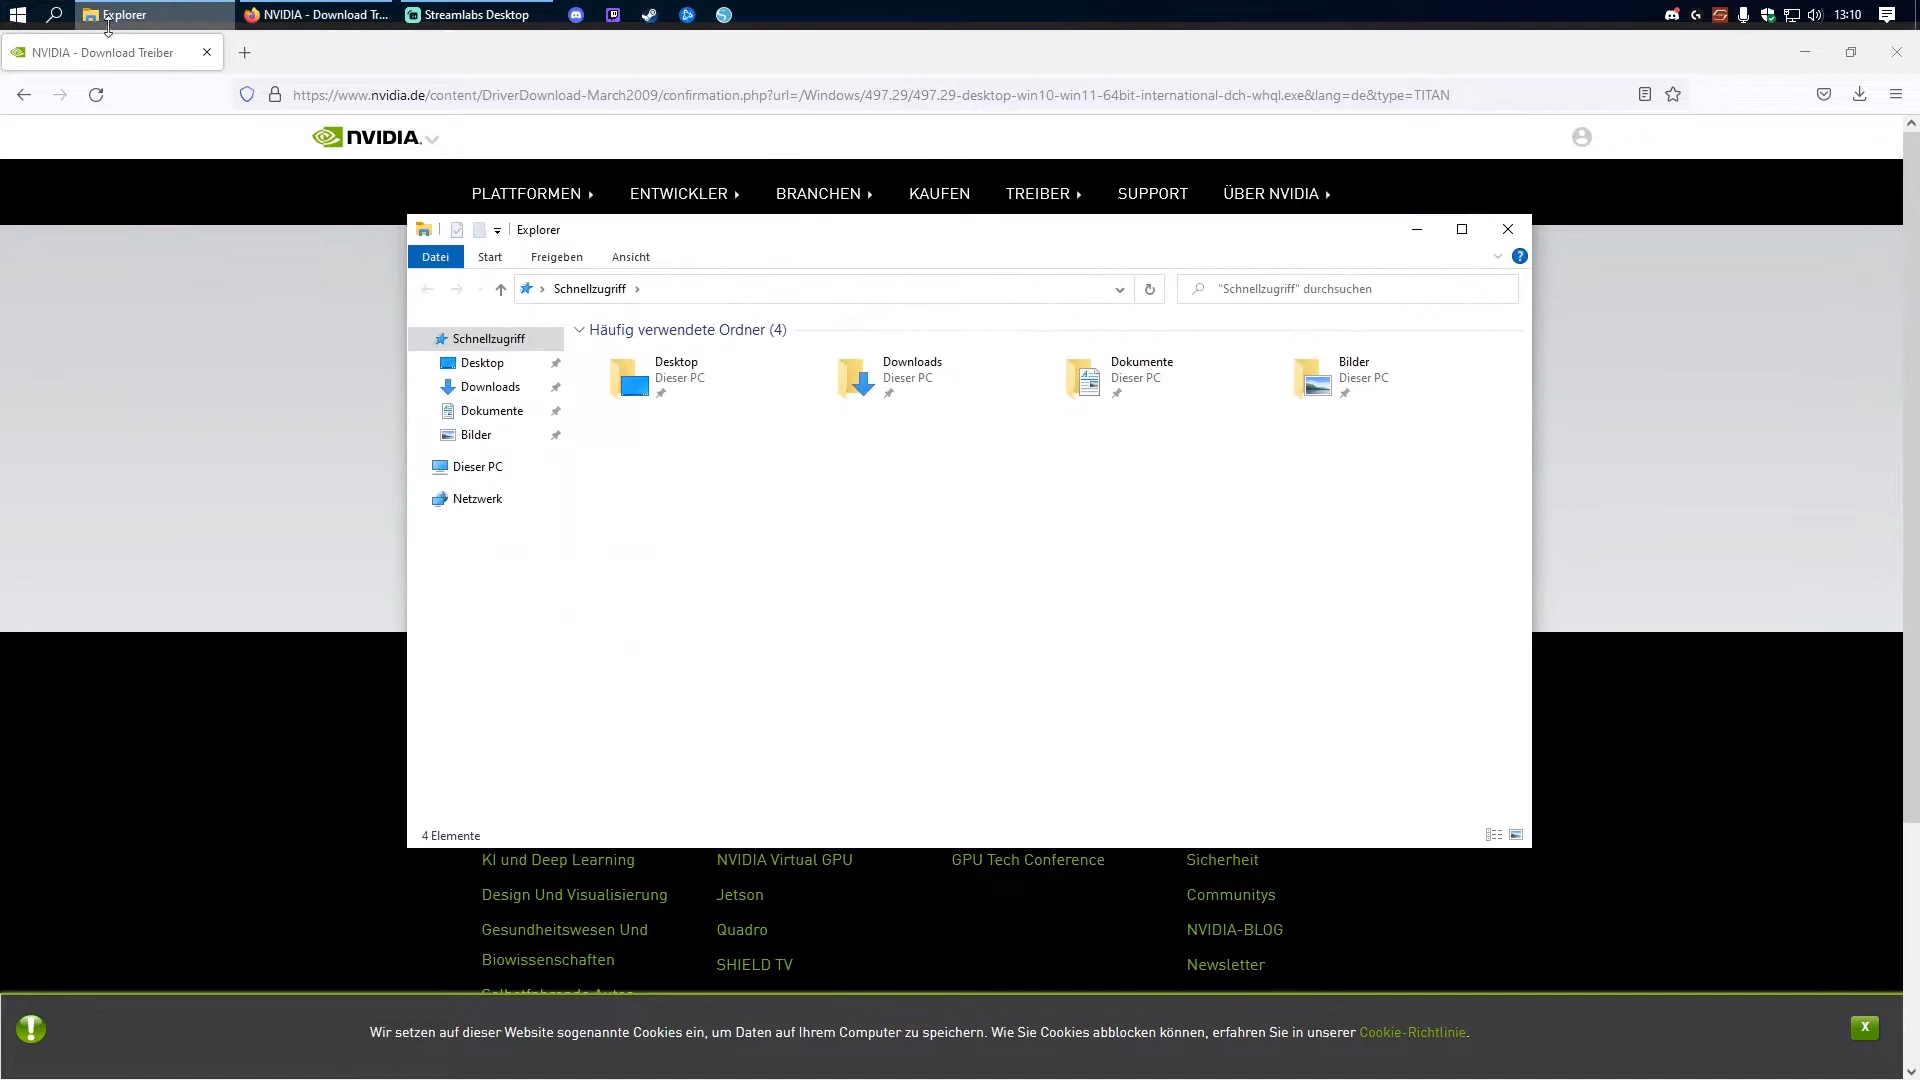 Explorer
NVIDIA - Download Tr...
Streamlabs Desktop
13:10
NVIDIA - Download Treiber
https://www.nvidia.de/content/DriverDownload-March2009/confirmation.php?url=/Windows/497.29/497.29-desktop-win10-win11-64bit-international-dch-whql.exe&lang=de&type=TITAN
NVIDIA.
PLATTFORMEN ENTWICKLER BRANCHEN KAUFEN TREIBER SUPPORT ÜBER NVIDIA
Explorer
Datei Start Freigeben Ansicht
Schnellzugriff
"Schnellzugriff" durchsuchen
Schnellzugriff
Desktop
Downloads
Dokumente
Bilder
Dieser PC
Netzwerk
Häufig verwendete Ordner (4)
Desktop
Dieser PC
Downloads
Dieser PC
Dokumente
Dieser PC
Bilder
Dieser PC
4 Elemente
KI und Deep Learning
Design Und Visualisierung
Gesundheitswesen Und
Biowissenschaften
Selbstfahrende Autos
NVIDIA Virtual GPU
Jetson
Quadro
SHIELD TV
GPU Tech Conference
Sicherheit
Communitys
NVIDIA-BLOG
Newsletter
Wir setzen auf dieser Website sogenannte Cookies ein, um Daten auf Ihrem Computer zu speichern. Wie Sie Cookies abblocken können, erfahren Sie in unserer Cookie-Richtlinie.
X